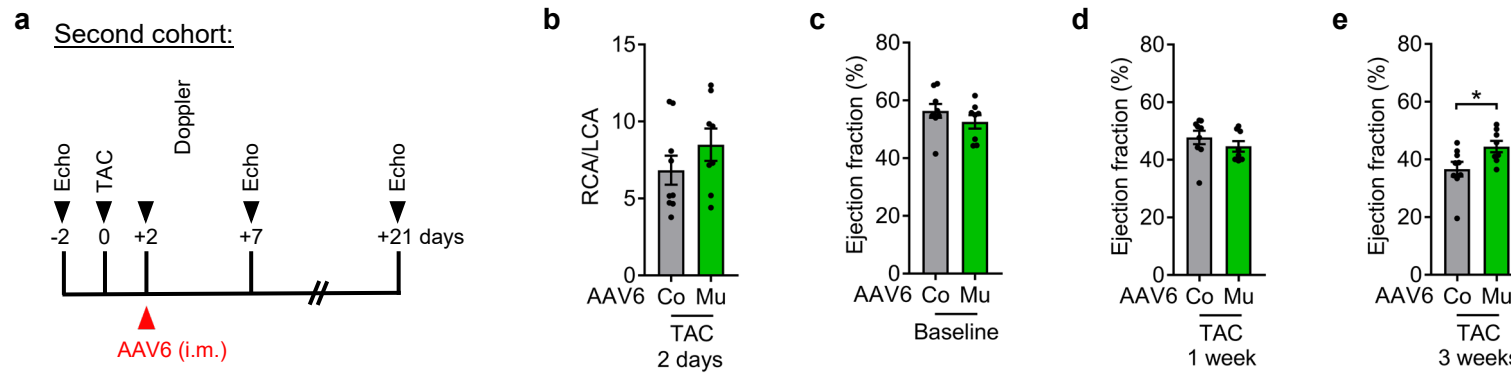 a
Second cohort:
Echo
TAC
Doppler
Echo
Echo
-2 0 +2 +7 +21 days
AAV6 (i.m.)
b
RCA/LCA
15
10
5
0
AAV6 Co Mu
TAC
2 days
c
Ejection fraction (%)
80
60
40
20
0
AAV6 Co Mu
Baseline
d
Ejection fraction (%)
80
60
40
20
0
AAV6 Co Mu
TAC
1 week
e
Ejection fraction (%)
80
60
40
20
0
*
AAV6 Co Mu
TAC
3 weeks